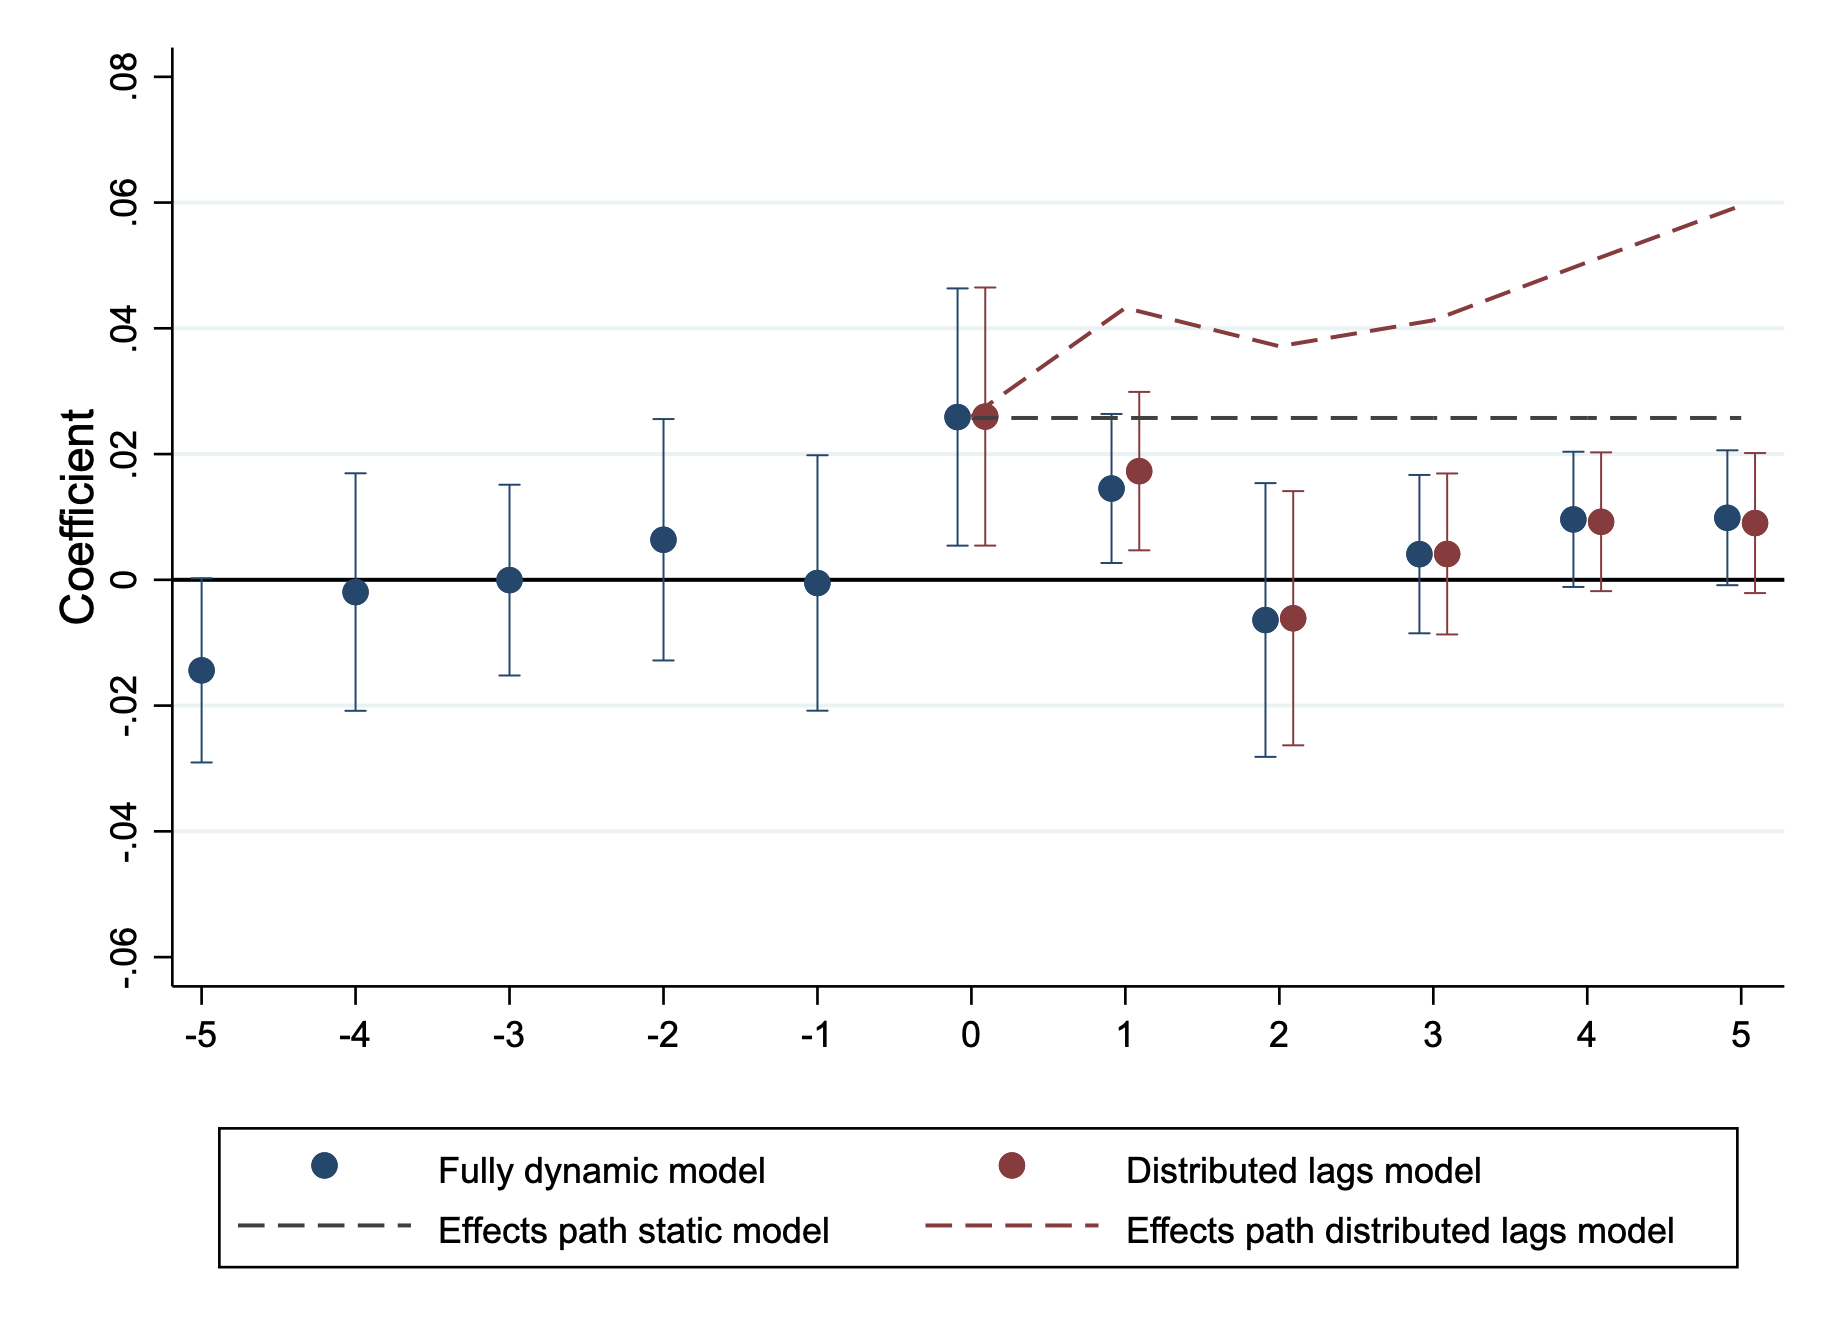 Coefficient
.08
.06
.04
.02
0
-.02
-.04
-.06
-5 -4 -3 -2 -1 0 1 2 3 4 5
Fully dynamic model Distributed lags model
Effects path static model Effects path distributed lags model